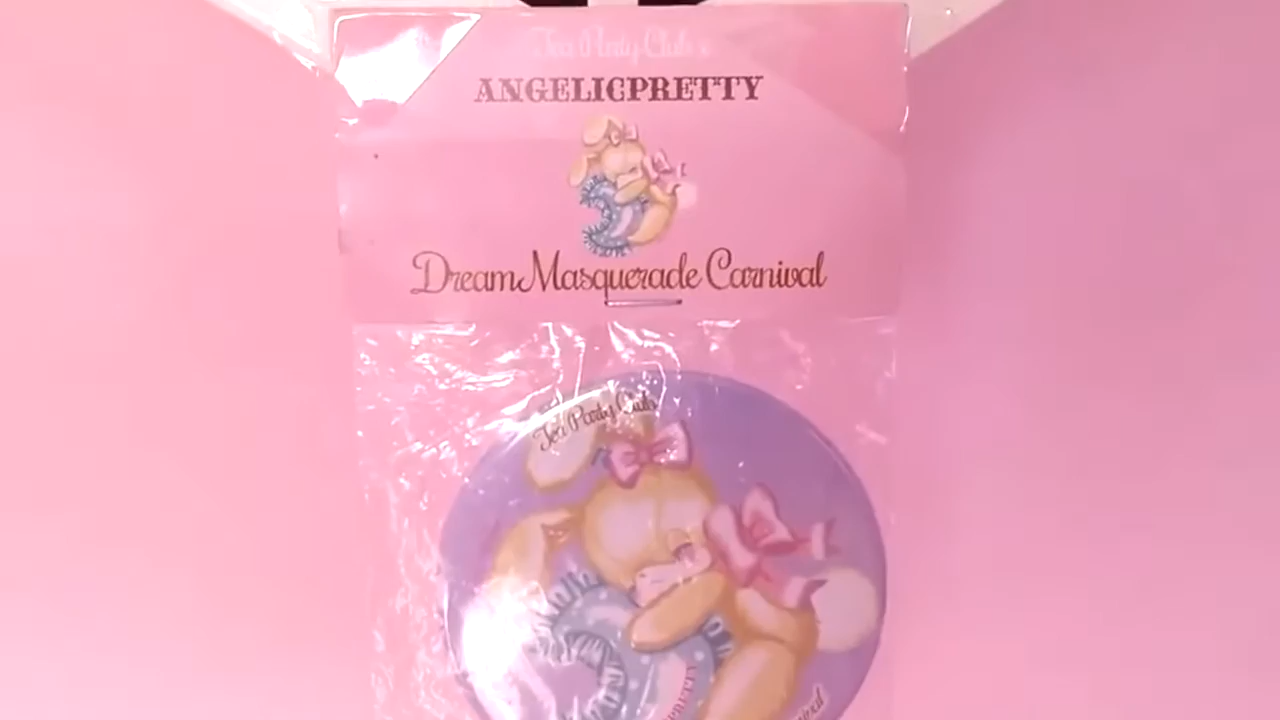 Tea Party Club's
ANGELICPRETTY
Dream Masquerade Carnival
Tea Party Club